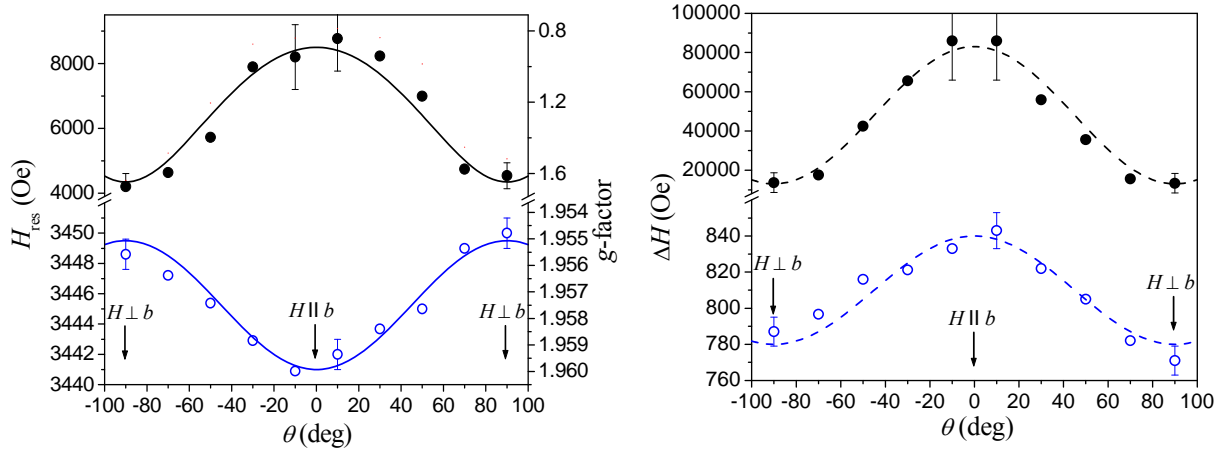 8000
6000
4000
3450
3448
3446
3444
3442
3440
H_res (Oe)
0.8
1.2
1.6
1.954
1.955
1.956
1.957
1.958
1.959
1.960
g-factor
H ⊥ b
H || b
H ⊥ b
-100 -80 -60 -40 -20 0 20 40 60 80 100
θ (deg)
100000
80000
60000
40000
20000
840
820
800
780
760
ΔH (Oe)
H ⊥ b
H || b
H ⊥ b
-100 -80 -60 -40 -20 0 20 40 60 80 100
θ (deg)